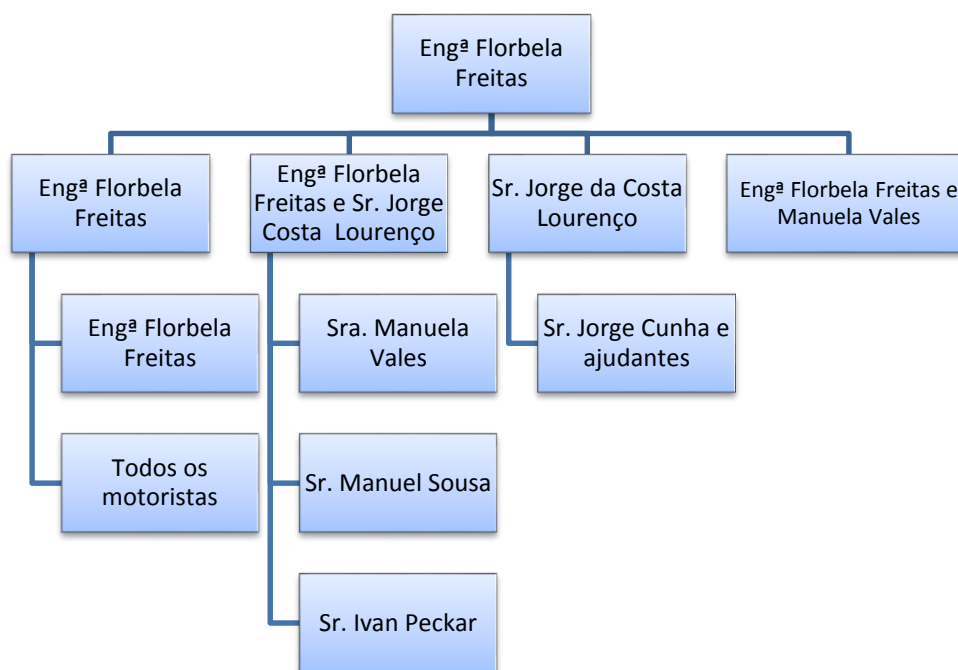 Engª Florbela
Freitas
Engª Florbela
Freitas
Engª Florbela
Freitas e Sr. Jorge
Costa Lourenço
Sr. Jorge da Costa
Lourenço
Engª Florbela Freitas e
Manuela Vales
Engª Florbela
Freitas
Sra. Manuela
Vales
Sr. Jorge Cunha e
ajudantes
Todos os
motoristas
Sr. Manuel Sousa
Sr. Ivan Peckar